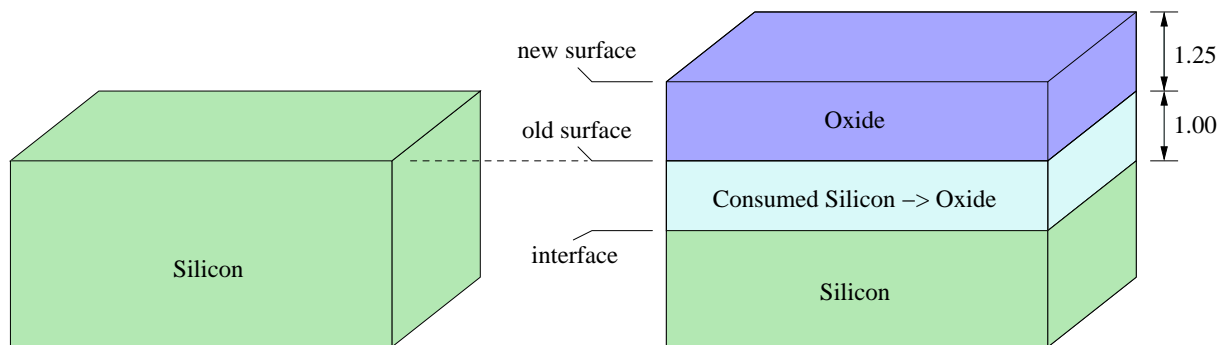 new surface
1.25
Oxide
old surface
1.00
Consumed Silicon −> Oxide
interface
Silicon
Silicon